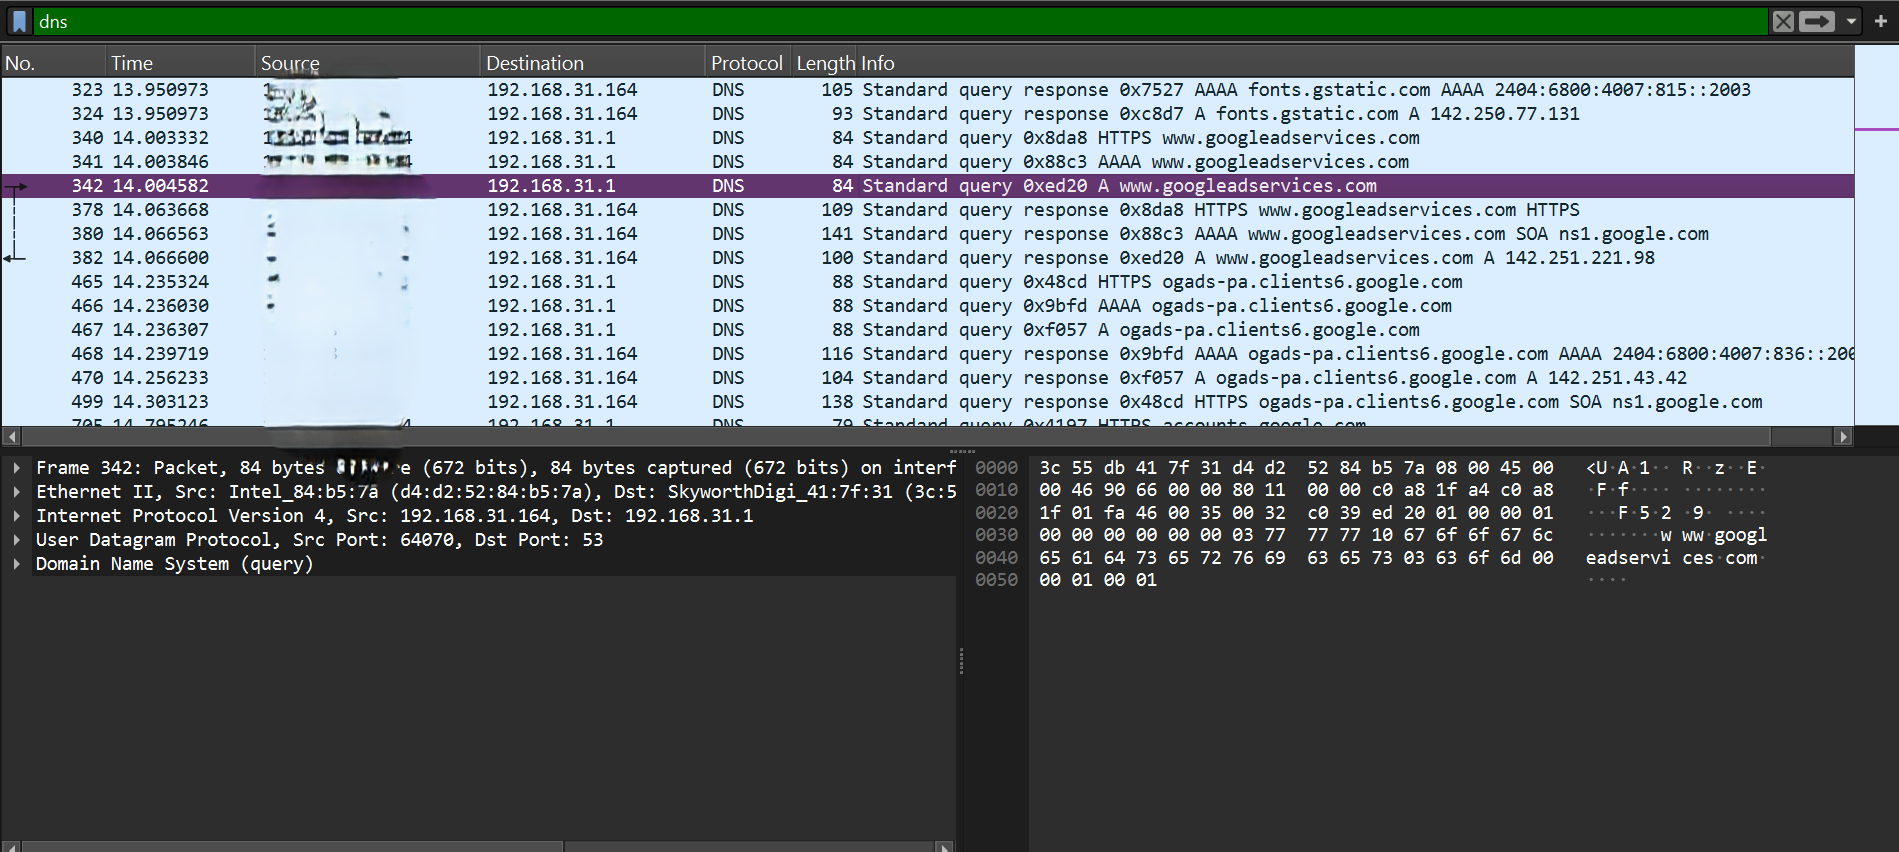 dns
No. Time Source Destination Protocol Length Info
323 13.950973 192.168.31.164 DNS 105 Standard query response 0x7527 AAAA fonts.gstatic.com AAAA 2404:6800:4007:815::2003
324 13.950973 192.168.31.164 DNS 93 Standard query response 0xc8d7 A fonts.gstatic.com A 142.250.77.131
340 14.003332 192.168.31.1 DNS 84 Standard query 0x8da8 HTTPS www.googleadservices.com
341 14.003846 192.168.31.1 DNS 84 Standard query 0x88c3 AAAA www.googleadservices.com
342 14.004582 192.168.31.1 DNS 84 Standard query 0xed20 A www.googleadservices.com
378 14.063668 192.168.31.164 DNS 109 Standard query response 0x8da8 HTTPS www.googleadservices.com HTTPS
380 14.066563 192.168.31.164 DNS 141 Standard query response 0x88c3 AAAA www.googleadservices.com SOA ns1.google.com
382 14.066600 192.168.31.164 DNS 100 Standard query response 0xed20 A www.googleadservices.com A 142.251.221.98
465 14.235324 192.168.31.1 DNS 88 Standard query 0x48cd HTTPS ogads-pa.clients6.google.com
466 14.236030 192.168.31.1 DNS 88 Standard query 0x9bfd AAAA ogads-pa.clients6.google.com
467 14.236307 192.168.31.1 DNS 88 Standard query 0xf057 A ogads-pa.clients6.google.com
468 14.239719 192.168.31.164 DNS 116 Standard query response 0x9bfd AAAA ogads-pa.clients6.google.com AAAA 2404:6800:4007:836::200
470 14.256233 192.168.31.164 DNS 104 Standard query response 0xf057 A ogads-pa.clients6.google.com A 142.251.43.42
499 14.303123 192.168.31.164 DNS 138 Standard query response 0x48cd HTTPS ogads-pa.clients6.google.com SOA ns1.google.com
705 14.795246 192.168.31.1 DNS 79 Standard query 0x4197 HTTPS accounts.google.com
Frame 342: Packet, 84 bytes (672 bits), 84 bytes captured (672 bits) on interf
Ethernet II, Src: Intel_84:b5:7a (d4:d2:52:84:b5:7a), Dst: SkyworthDigi_41:7f:31 (3c:5
Internet Protocol Version 4, Src: 192.168.31.164, Dst: 192.168.31.1
User Datagram Protocol, Src Port: 64070, Dst Port: 53
Domain Name System (query)
0000 3c 55 db 41 7f 31 d4 d2 52 84 b5 7a 08 00 45 00 <U·A·1·· R··z··E·
0010 00 46 90 66 00 00 80 11 00 00 c0 a8 1f a4 c0 a8 ·F·f···· ········
0020 1f 01 fa 46 00 35 00 32 c0 39 ed 20 01 00 00 01 ···F·5·2 ·9· ····
0030 00 00 00 00 00 00 03 77 77 77 10 67 6f 6f 67 6c ·······w ww·googl
0040 65 61 64 73 65 72 76 69 63 65 73 03 63 6f 6d 00 eadservi ces·com·
0050 00 01 00 01 ····